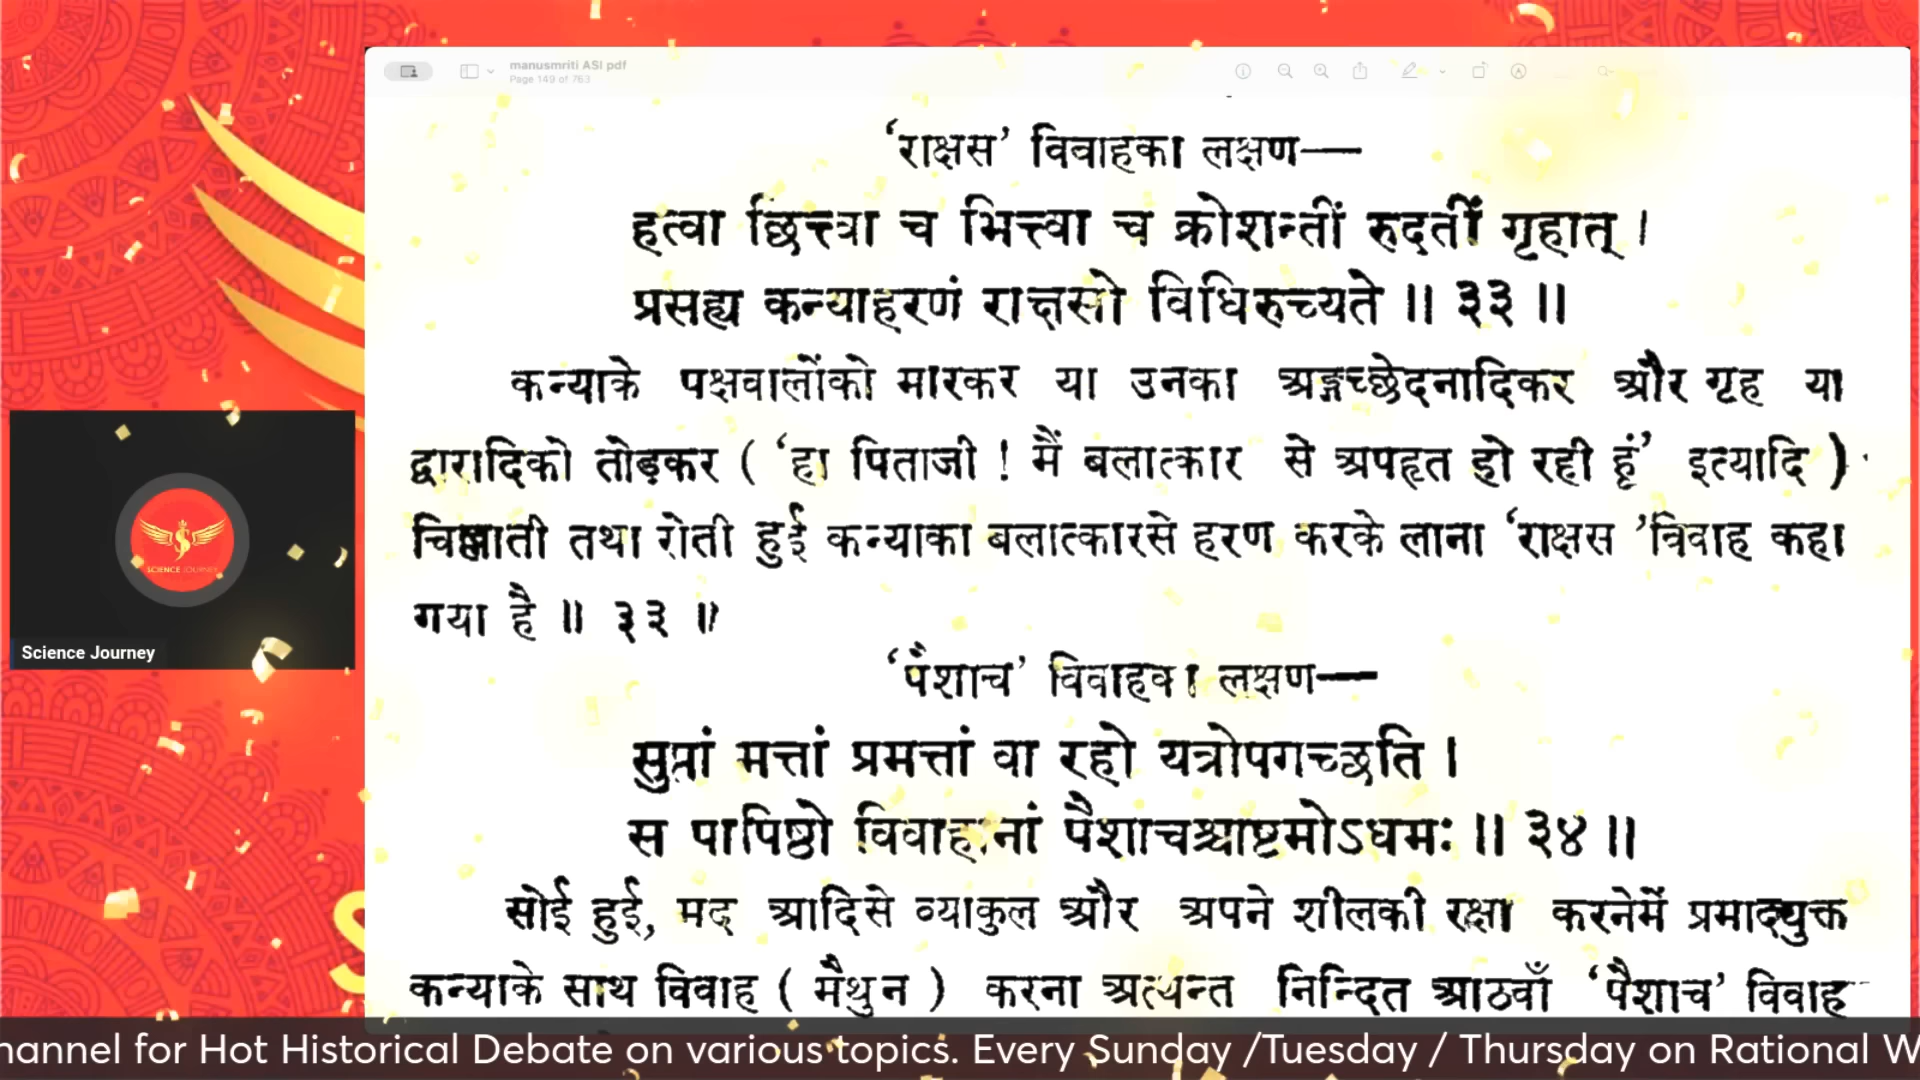 manusmriti ASI pdf
Page 149 of 763
‘राक्षस’ विवाहका लक्षण—
हत्वा छित्त्वा च भित्त्वा च क्रोशन्तीं रुदतीं गृहात् ।
प्रसह्य कन्याहरणं राक्षसो विधिरुच्यते ॥ ३३ ॥
कन्याके पक्षवालोंको मारकर या उनका अङ्गच्छेदनादिकर और गृह या
द्वारादिको तोड़कर ( ‘हा पिताजी ! मैं बलात्कार से अपहृत हो रही हूं’ इत्यादि )
चिल्लाती तथा रोती हुई कन्याका बलात्कारसे हरण करके लाना ‘राक्षस ’विवाह कहा
गया है ॥ ३३ ॥
‘पैशाच’ विवाहका लक्षण—
सुप्तां मत्तां प्रमत्तां वा रहो यत्रोपगच्छति ।
स पापिष्ठो विवाहानां पैशाचश्चाष्टमोऽधमः ॥ ३४ ॥
सोई हुई, मद आदिसे व्याकुल और अपने शीलकी रक्षा करनेमें प्रमादयुक्त
कन्याके साथ विवाह ( मैथुन ) करना अत्यन्त निन्दित आठवाँ ‘पैशाच’ विवाह
SCIENCE JOURNEY
Science Journey
hannel for Hot Historical Debate on various topics. Every Sunday /Tuesday / Thursday on Rational W